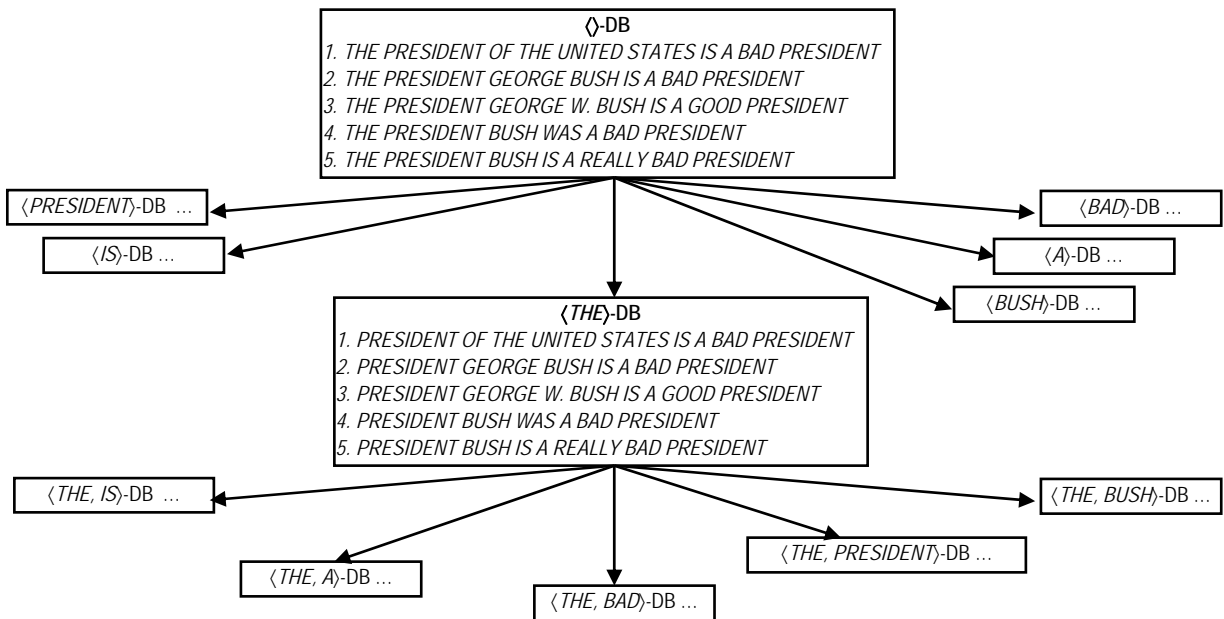 ⟨⟩-DB
1. THE PRESIDENT OF THE UNITED STATES IS A BAD PRESIDENT
2. THE PRESIDENT GEORGE BUSH IS A BAD PRESIDENT
3. THE PRESIDENT GEORGE W. BUSH IS A GOOD PRESIDENT
4. THE PRESIDENT BUSH WAS A BAD PRESIDENT
5. THE PRESIDENT BUSH IS A REALLY BAD PRESIDENT
⟨PRESIDENT⟩-DB ...
⟨BAD⟩-DB ...
⟨IS⟩-DB ...
⟨A⟩-DB ...
⟨BUSH⟩-DB ...
⟨THE⟩-DB
1. PRESIDENT OF THE UNITED STATES IS A BAD PRESIDENT
2. PRESIDENT GEORGE BUSH IS A BAD PRESIDENT
3. PRESIDENT GEORGE W. BUSH IS A GOOD PRESIDENT
4. PRESIDENT BUSH WAS A BAD PRESIDENT
5. PRESIDENT BUSH IS A REALLY BAD PRESIDENT
⟨THE, IS⟩-DB ...
⟨THE, BUSH⟩-DB ...
⟨THE, PRESIDENT⟩-DB ...
⟨THE, A⟩-DB ...
⟨THE, BAD⟩-DB ...